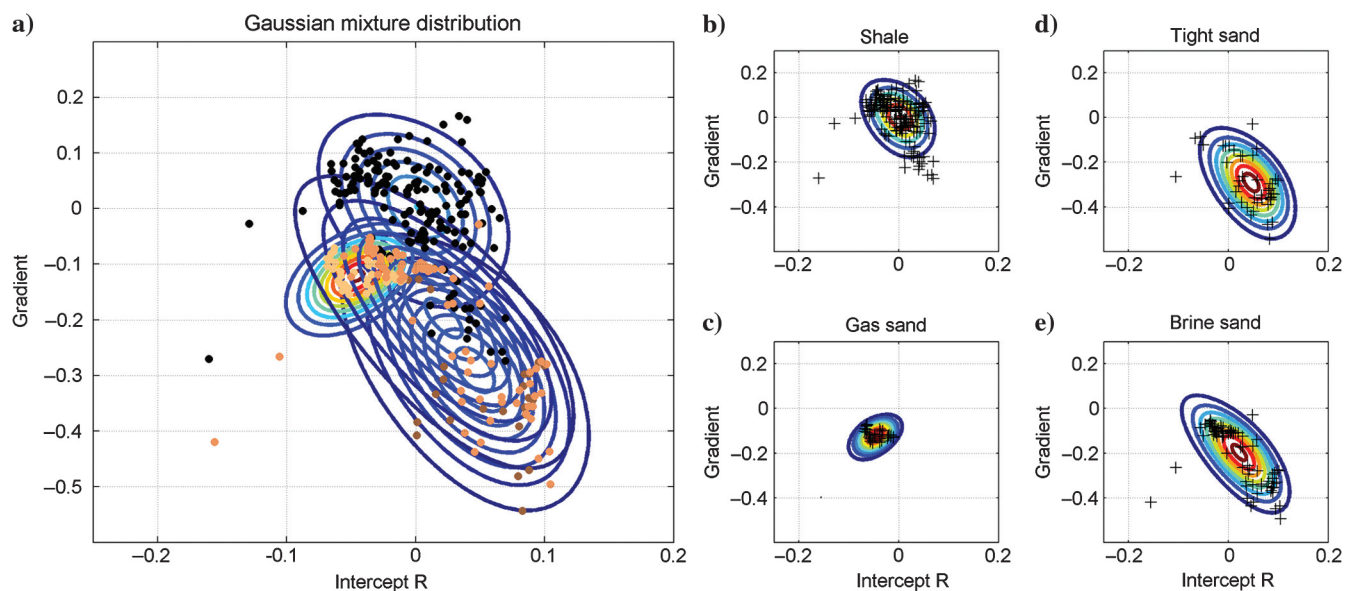 a)
Gaussian mixture distribution
Gradient
0.2
0.1
0
–0.1
–0.2
–0.3
–0.4
–0.5
–0.2
-0.1
0
0.1
0.2
Intercept R
b)
Shale
Gradient
0.2
0
–0.2
–0.4
–0.2
0
0.2
c)
Gas sand
Gradient
0.2
0
–0.2
–0.4
–0.2
0
0.2
Intercept R
d)
Tight sand
Gradient
0.2
0
–0.2
–0.4
–0.2
0
0.2
e)
Brine sand
Gradient
0.2
0
–0.2
–0.4
–0.2
0
0.2
Intercept R